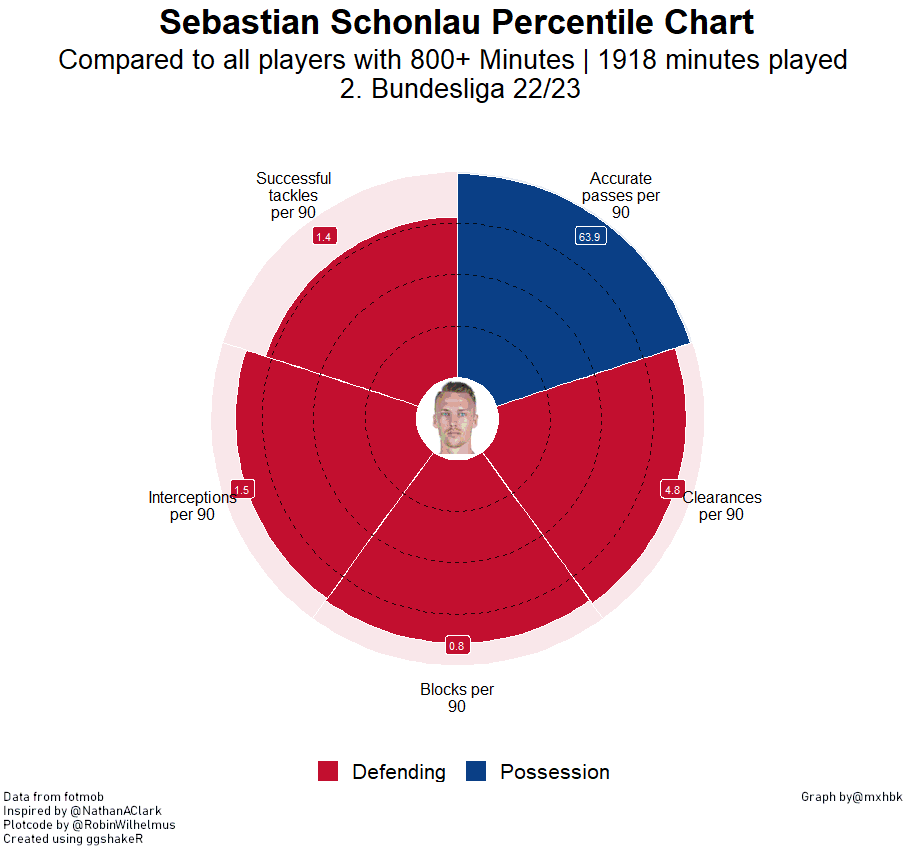 Sebastian Schonlau Percentile Chart
Compared to all players with 800+ Minutes | 1918 minutes played
2. Bundesliga 22/23
Successful
tackles
per 90
1.4
Accurate
passes per
90
63.9
Interceptions
per 90
1.5
4.8
Clearances
per 90
0.8
Blocks per
90
Defending
Possession
Data from fotmob
Inspired by @NathanAClark
Plotcode by @RobinWilhelmus
Created using ggshakeR
Graph by@mxhbk